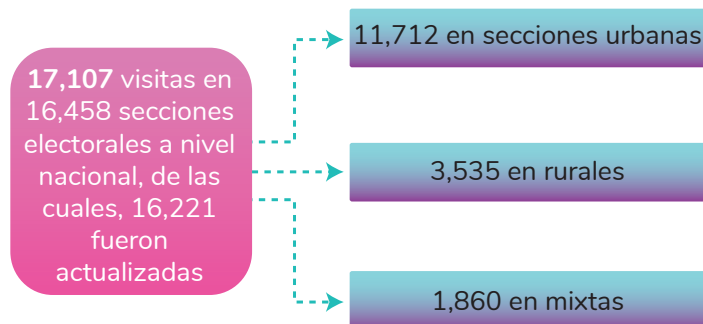 17,107 visitas en
16,458 secciones
electorales a nivel
nacional, de las
cuales, 16,221
fueron
actualizadas
11,712 en secciones urbanas
3,535 en rurales
1,860 en mixtas